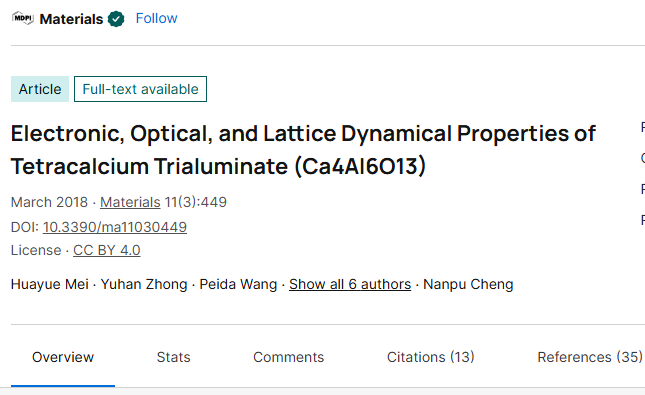 MDPI Materials Follow
Article Full-text available
Electronic, Optical, and Lattice Dynamical Properties of
Tetracalcium Trialuminate (Ca4Al6O13)
March 2018 · Materials 11(3):449
DOI: 10.3390/ma11030449
License · CC BY 4.0
Huayue Mei · Yuhan Zhong · Peida Wang · Show all 6 authors · Nanpu Cheng
Overview Stats Comments Citations (13) References (35)